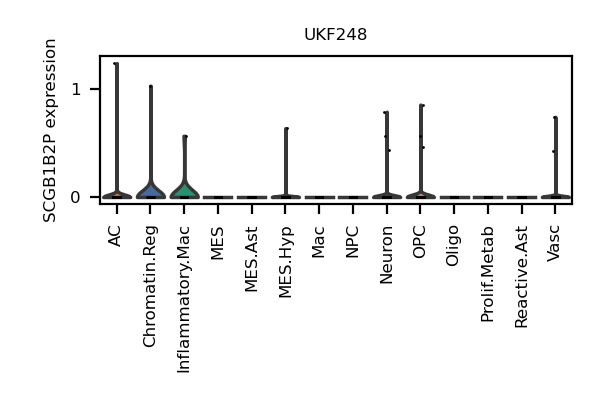 UKF248
SCGB1B2P expression
1
0
AC
Chromatin.Reg
Inflammatory.Mac
MES
MES.Ast
MES.Hyp
Mac
NPC
Neuron
OPC
Oligo
Prolif.Metab
Reactive.Ast
Vasc